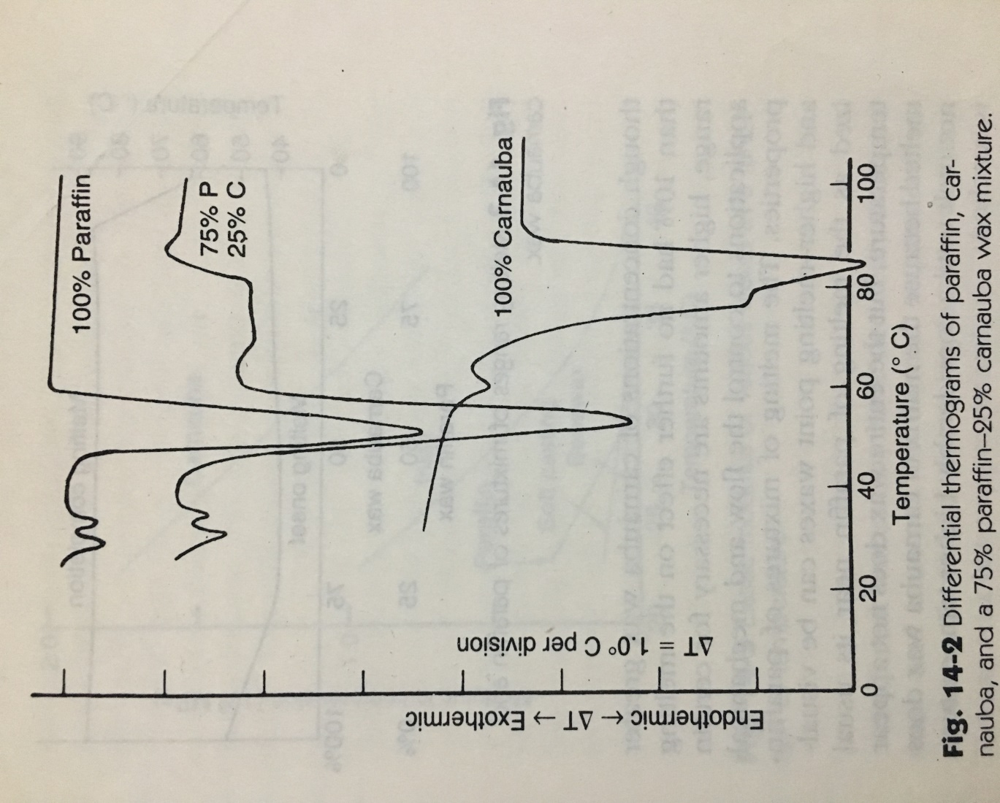 100% Paraffin
75% P
25% C
100% Carnauba
Endothermic ← ΔT → Exothermic
ΔT = 1.0° C per division
0 20 40 60 80 100
Temperature (° C)
Fig. 14-2 Differential thermograms of paraffin, car-
nauba, and a 75% paraffin–25% carnauba wax mixture.